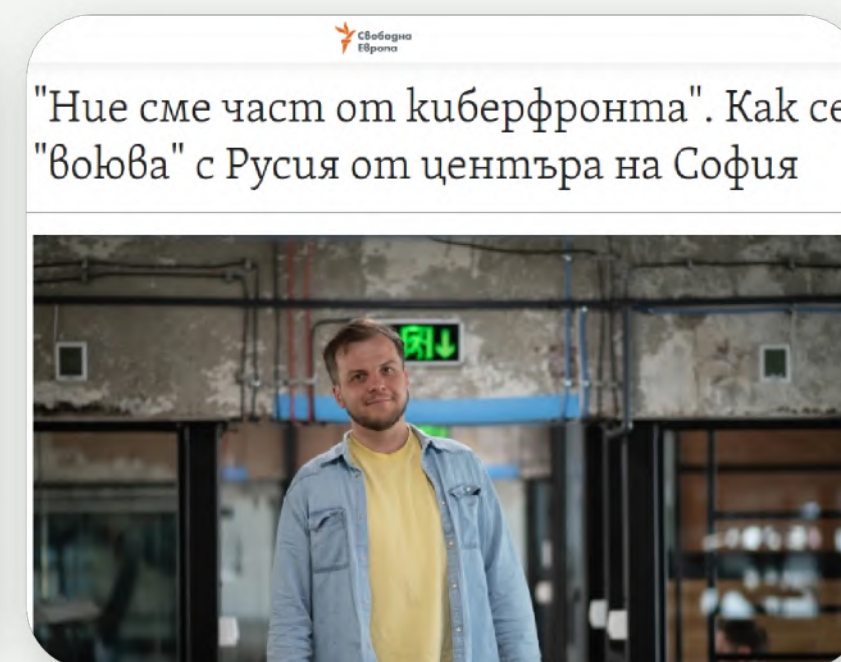 Свободна
Европа
"Ние сме част от киберфронта". Как се
"воюва" с Русия от центъра на София